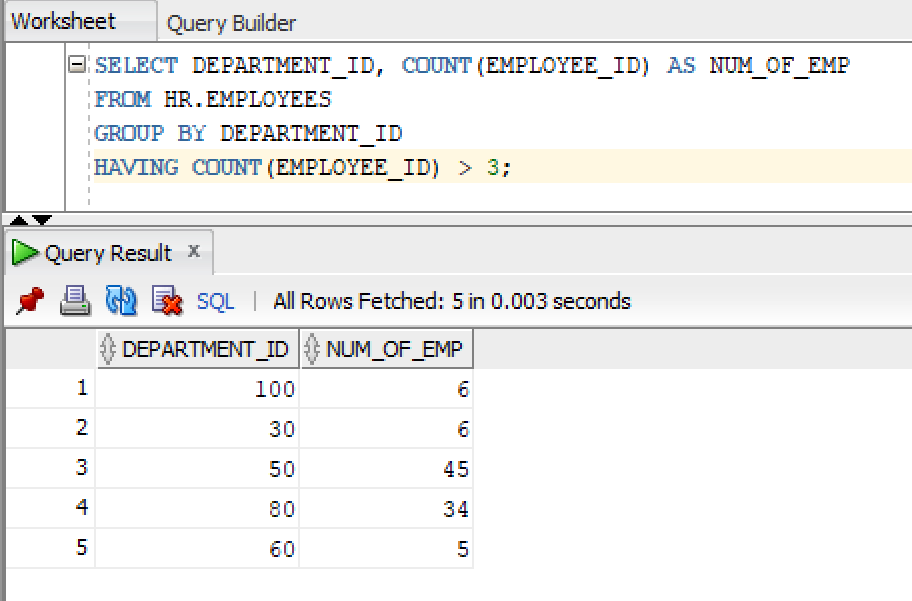 Worksheet Query Builder
SELECT DEPARTMENT_ID, COUNT(EMPLOYEE_ID) AS NUM_OF_EMP
FROM HR.EMPLOYEES
GROUP BY DEPARTMENT_ID
HAVING COUNT(EMPLOYEE_ID) > 3;
Query Result x
SQL | All Rows Fetched: 5 in 0.003 seconds
DEPARTMENT_ID NUM_OF_EMP
1 100 6
2 30 6
3 50 45
4 80 34
5 60 5